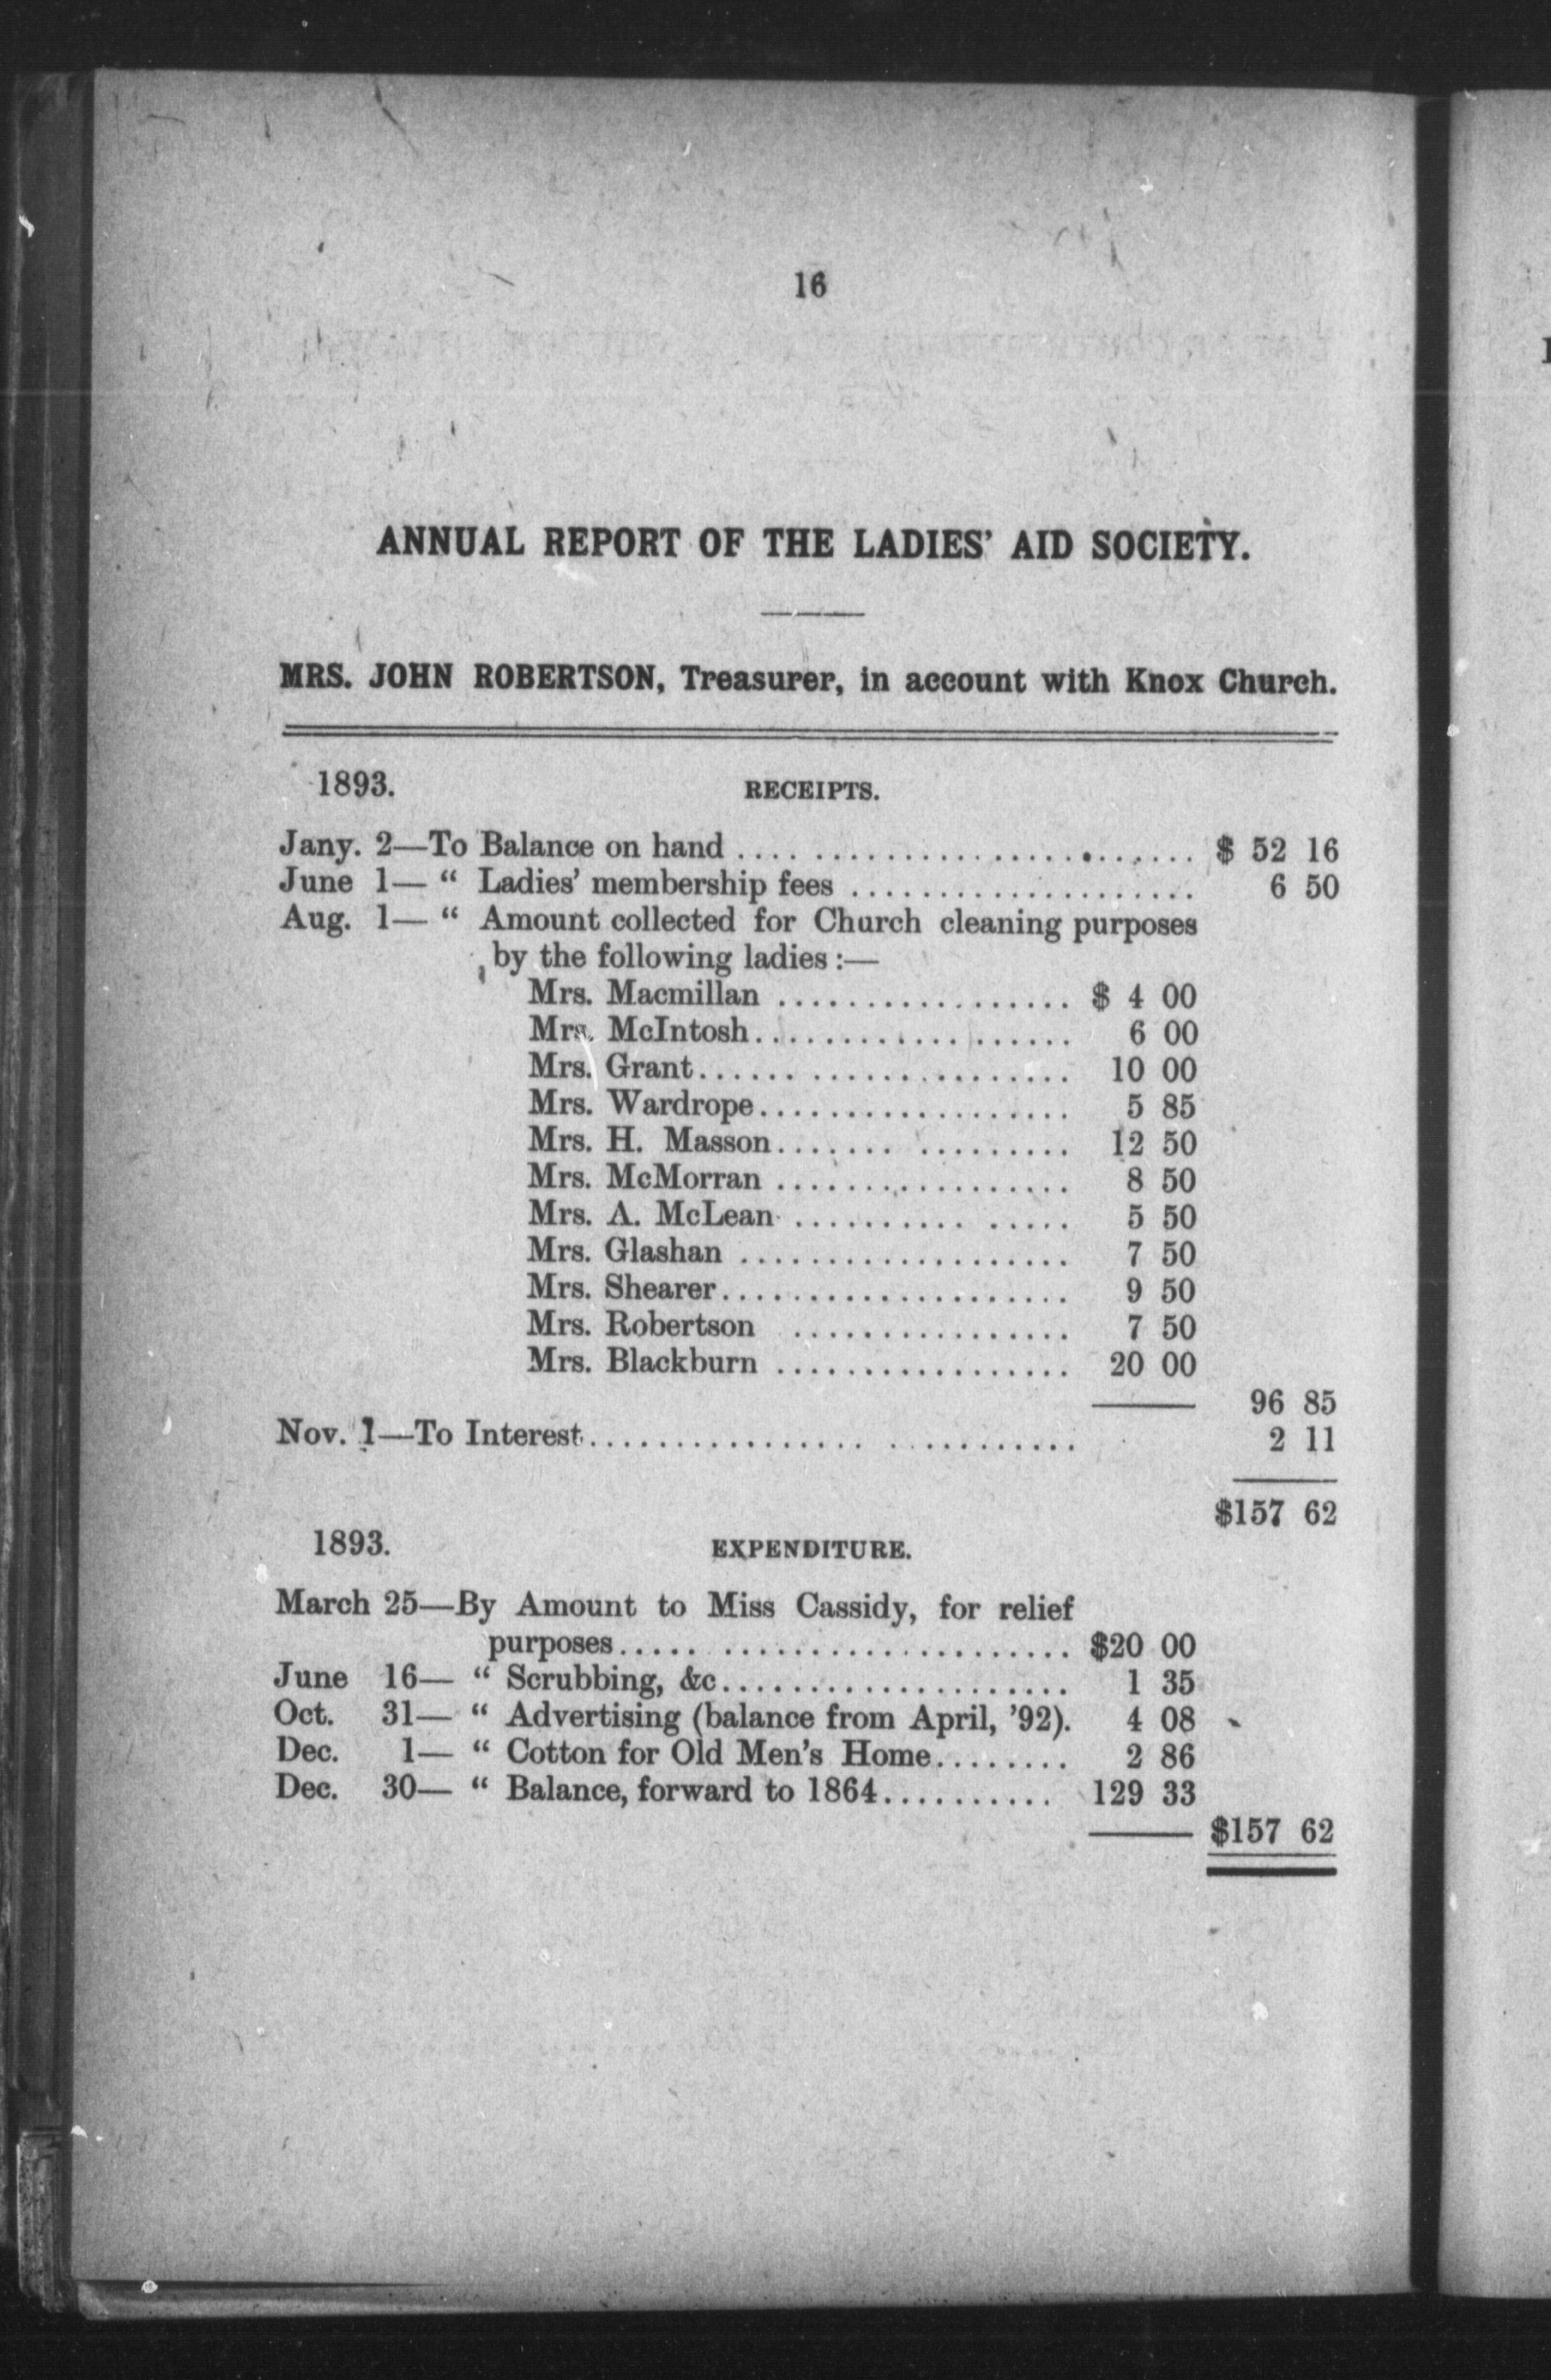 16
ANNUAL REPORT OF THE LADIES' AID SOCIETY.
MRS. JOHN ROBERTSON, Treasurer, in account with Knox Church.
1893. RECEIPTS.
Jany. 2—To Balance on hand .... .......................... $ 52 16
June 1— “ Ladies' membership fees .................... 6 50
Aug. 1— “ Amount collected for Church cleaning purposes
by the following ladies :—
Mrs. Macmillan ................. $ 4 00
Mrs. McIntosh.................. 6 00
Mrs. Grant...... ............... 10 00
Mrs. Wardrope.................. 5 85
Mrs. H. Masson....... ......... 12 50
Mrs. McMorran ................. 8 50
Mrs. A. McLean .......... ..... 5 50
Mrs. Glashan ................... 7 50
Mrs. Shearer.................... 9 50
Mrs. Robertson ................ 7 50
Mrs. Blackburn ................. 20 00
96 85
Nov. 1—To Interest................ ........... 2 11
$157 62
1893. EXPENDITURE.
March 25—By Amount to Miss Cassidy, for relief
purposes..... .................... $20 00
June 16— “ Scrubbing, &c.................... 1 35
Oct. 31— “ Advertising (balance from April, '92). 4 08
Dec. 1— “ Cotton for Old Men's Home........ 2 86
Dec. 30— “ Balance, forward to 1864.......... 129 33
$157 62